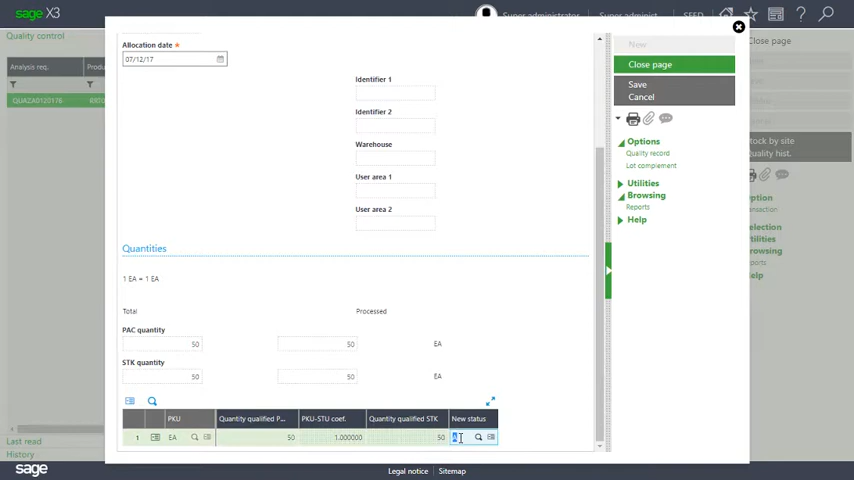 sage X3
Super administrator
Super administ.
SEED
Quality control
Analysis req.
Produ
QUAZA0120176
Last read
History
sage
Allocation date *
07/12/17
Identifier 1
Identifier 2
Warehouse
User area 1
User area 2
Quantities
1 EA = 1 EA
Total
Processed
PAC quantity
50
50
EA
STK quantity
50
50
EA
PKU
Quantity qualified P...
PKU-STU coef.
Quantity qualified STK
New status
1
EA
50
1.000000
50
A
New
Close page
Save
Cancel
Options
Quality record
Lot complement
Utilities
Browsing
Reports
Help
Close page
tock by site
Quality hist.
ption
ransaction
election
tilities
rowsing
ports
elp
Legal notice
Sitemap